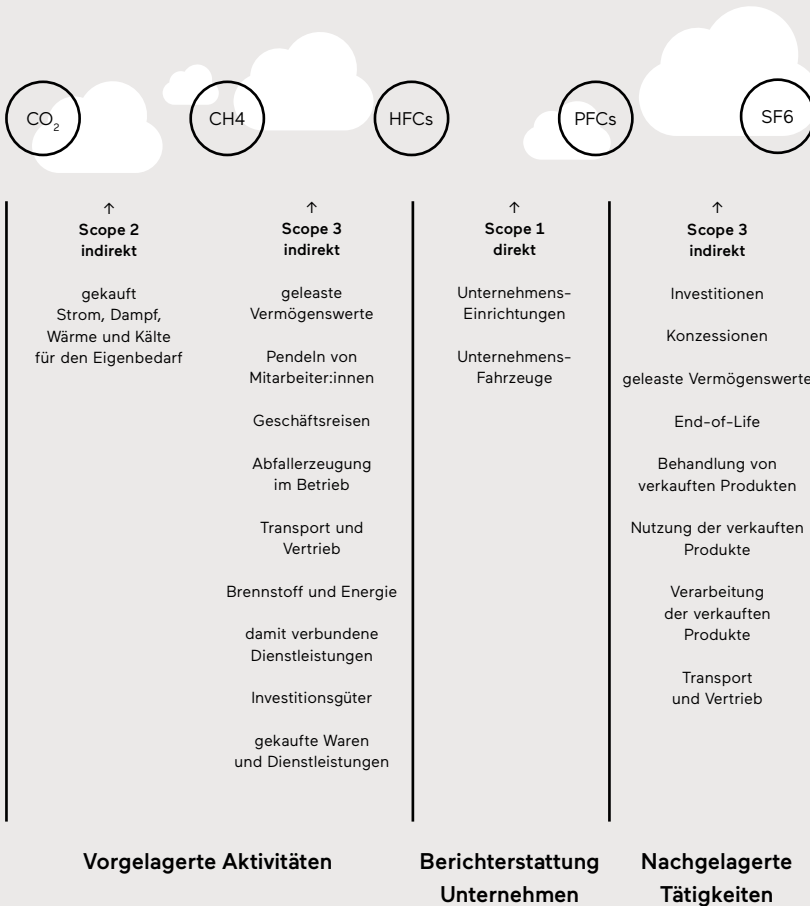 CO₂ CH4 HFCs PFCs SF6
↑
Scope 2
indirekt
gekauft
Strom, Dampf,
Wärme und Kälte
für den Eigenbedarf
↑
Scope 3
indirekt
geleaste
Vermögenswerte
Pendeln von
Mitarbeiter:innen
Geschäftsreisen
Abfallerzeugung
im Betrieb
Transport und
Vertrieb
Brennstoff und Energie
damit verbundene
Dienstleistungen
Investitionsgüter
gekaufte Waren
und Dienstleistungen
↑
Scope 1
direkt
Unternehmens-
Einrichtungen
Unternehmens-
Fahrzeuge
↑
Scope 3
indirekt
Investitionen
Konzessionen
geleaste Vermögenswerte
End-of-Life
Behandlung von
verkauften Produkten
Nutzung der verkauften
Produkte
Verarbeitung
der verkauften
Produkte
Transport
und Vertrieb
Vorgelagerte Aktivitäten
Berichterstattung
Unternehmen
Nachgelagerte
Tätigkeiten